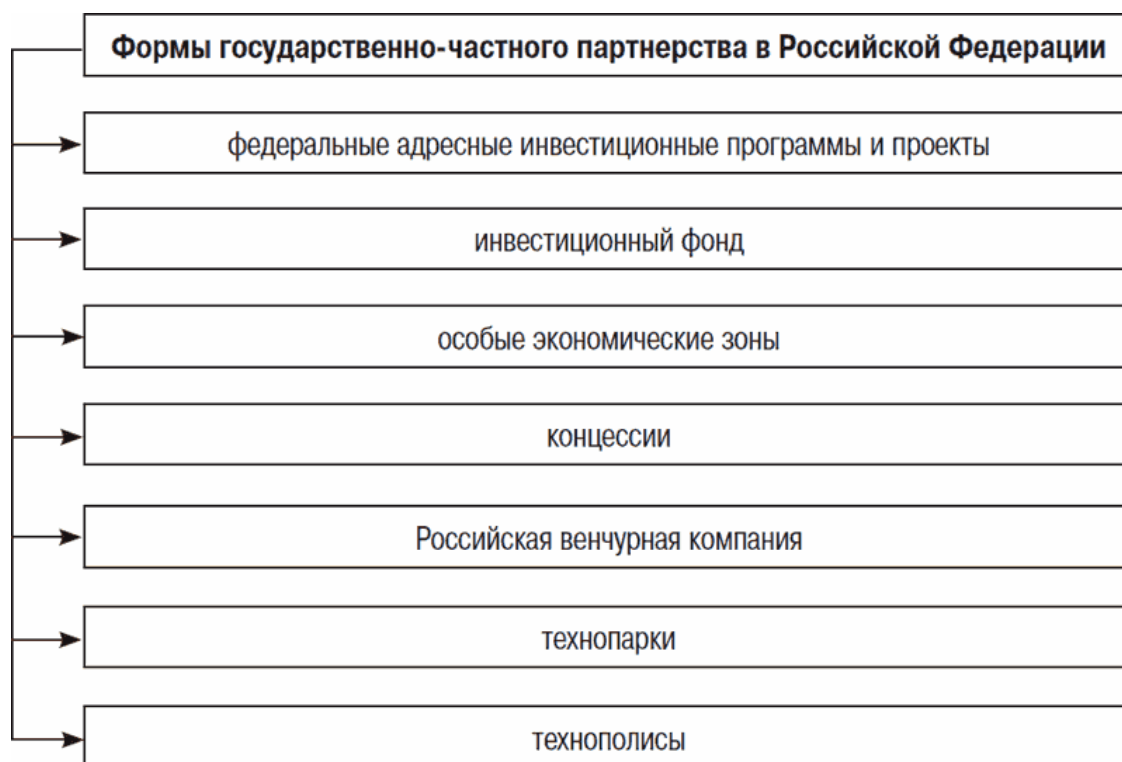 Формы государственно-частного партнерства в Российской Федерации
федеральные адресные инвестиционные программы и проекты
инвестиционный фонд
особые экономические зоны
концессии
Российская венчурная компания
технопарки
технополисы